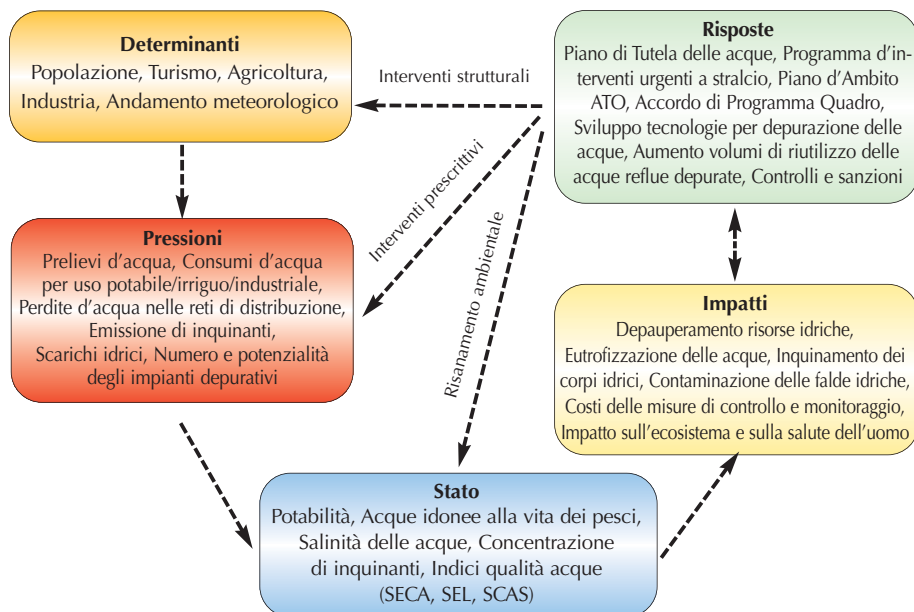 Determinanti
Popolazione, Turismo, Agricoltura,
Industria, Andamento meteorologico
Interventi strutturali
Risposte
Piano di Tutela delle acque, Programma d'in-
terventi urgenti a stralcio, Piano d'Ambito
ATO, Accordo di Programma Quadro,
Sviluppo tecnologie per depurazione delle
acque, Aumento volumi di riutilizzo delle
acque reflue depurate, Controlli e sanzioni
Interventi prescrittivi
Risanamento ambientale
Pressioni
Prelievi d'acqua, Consumi d'acqua
per uso potabile/irriguo/industriale,
Perdite d'acqua nelle reti di distribuzione,
Emissione di inquinanti,
Scarichi idrici, Numero e potenzialità
degli impianti depurativi
Impatti
Depauperamento risorse idriche,
Eutrofizzazione delle acque, Inquinamento dei
corpi idrici, Contaminazione delle falde idriche,
Costi delle misure di controllo e monitoraggio,
Impatto sull'ecosistema e sulla salute dell'uomo
Stato
Potabilità, Acque idonee alla vita dei pesci,
Salinità delle acque, Concentrazione
di inquinanti, Indici qualità acque
(SECA, SEL, SCAS)